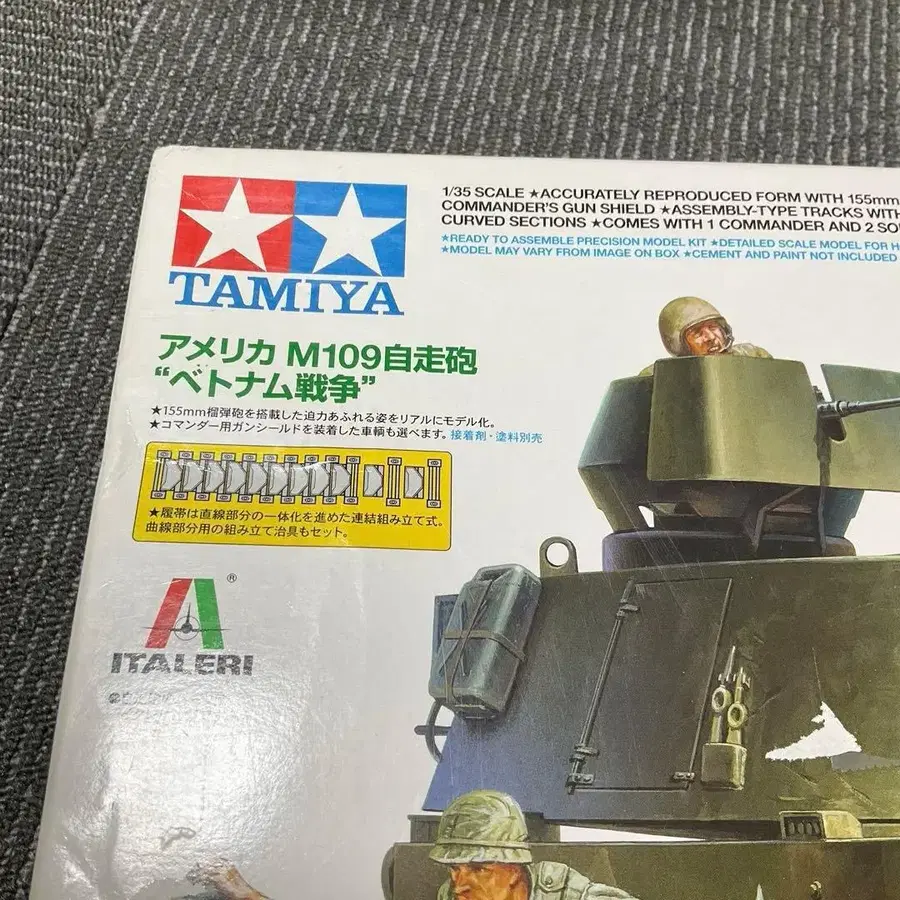 TAMIYA
1/35 SCALE ★ACCURATELY REPRODUCED FORM WITH 155mm
COMMANDER'S GUN SHIELD ★ASSEMBLY-TYPE TRACKS WITH
CURVED SECTIONS ★COMES WITH 1 COMMANDER AND 2 SO
★READY TO ASSEMBLE PRECISION MODEL KIT ★DETAILED SCALE MODEL FOR H
★MODEL MAY VARY FROM IMAGE ON BOX ★CEMENT AND PAINT NOT INCLUDED
アメリカ M109自走砲
“ベトナム戦争”
★155mm榴弾砲を搭載した迫力あふれる姿をリアルにモデル化。
★コマンダー用ガンシールドを装着した車輌も選べます。接着剤・塗料別売
★履帯は直線部分の一体化を進めた連結組み立て式。
曲線部分用の組み立て治具もセット。
®
ITALERI